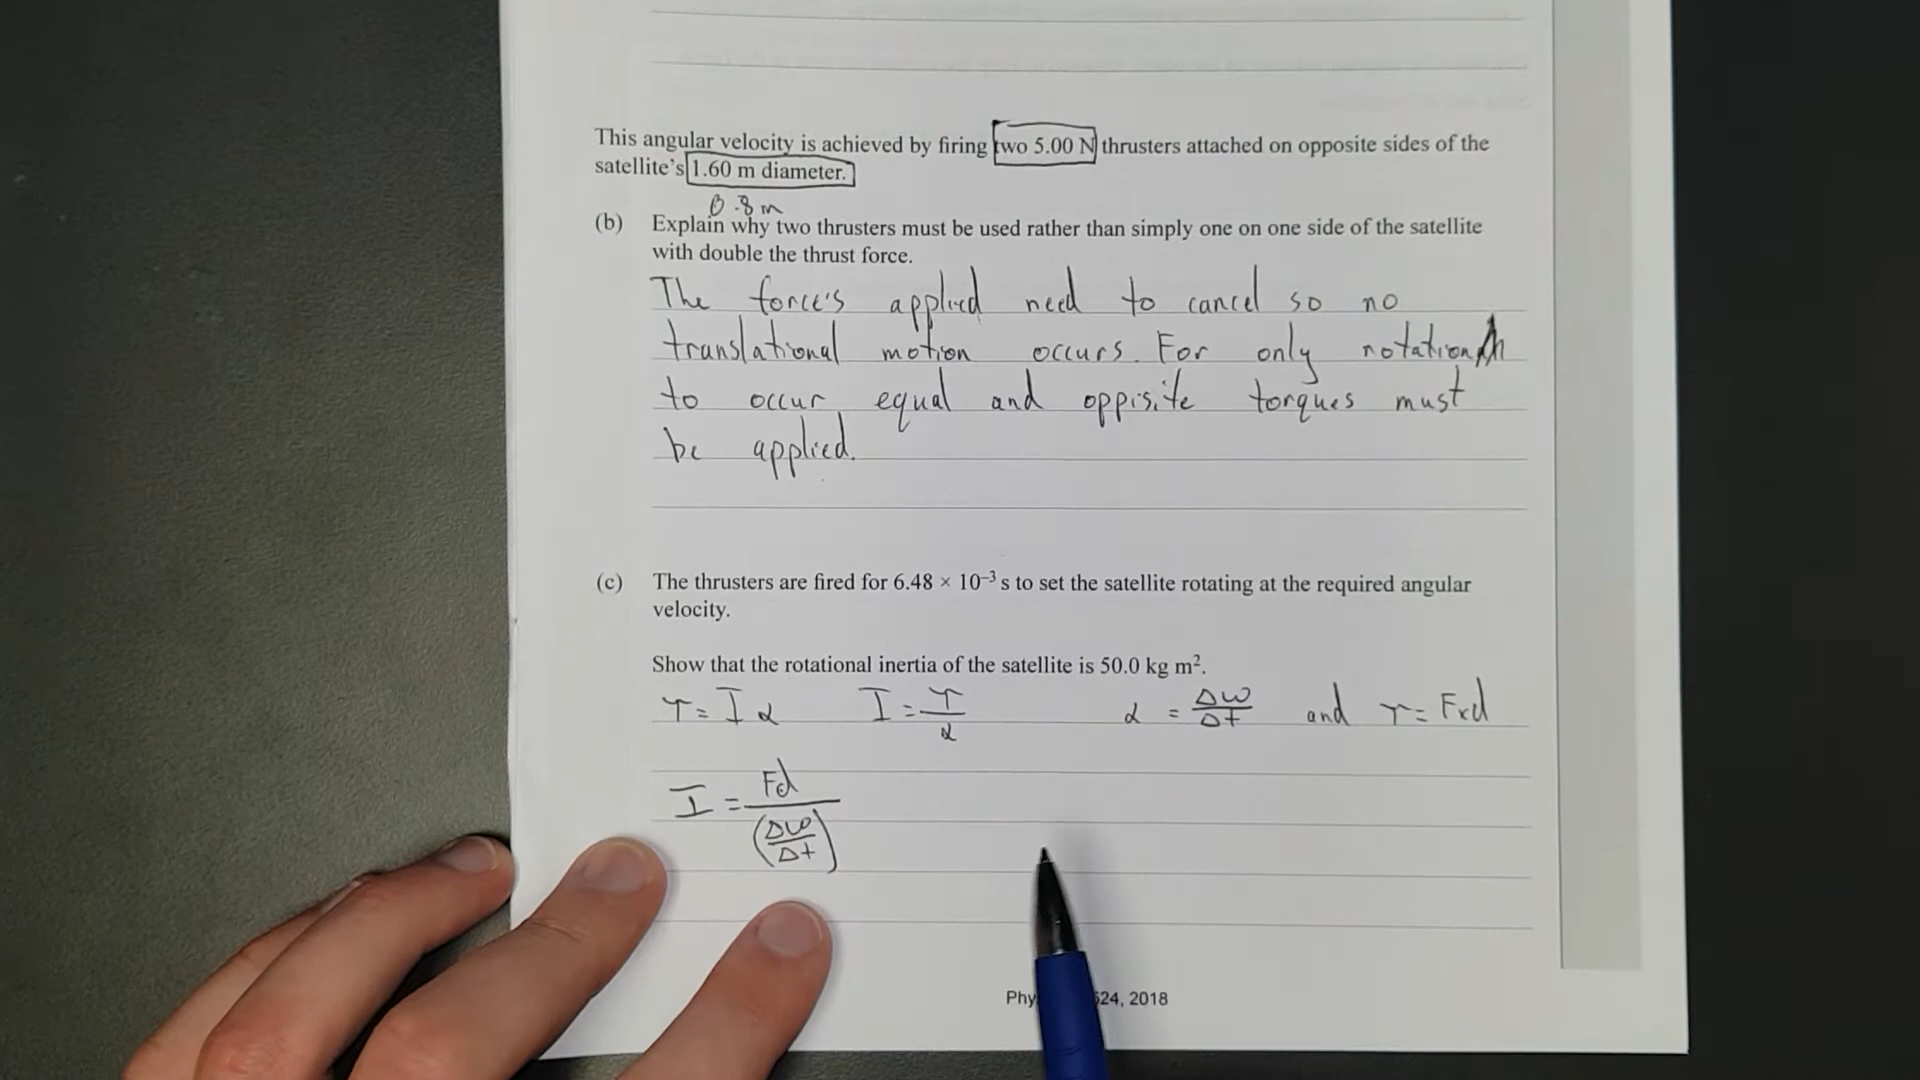 This angular velocity is achieved by firing two 5.00 N thrusters attached on opposite sides of the
satellite's 1.60 m diameter.
0.8m
(b) Explain why two thrusters must be used rather than simply one on one side of the satellite
with double the thrust force.
The force's applied need to cancel so no
translational motion occurs. For only rotation
to occur equal and oppisite torques must
be applied.
(c) The thrusters are fired for 6.48 × 10⁻³ s to set the satellite rotating at the required angular
velocity.
Show that the rotational inertia of the satellite is 50.0 kg m².
τ = Iα I = τ/α α = Δω/Δt and τ = F×d
I = Fd/(Δω/Δt)
24, 2018